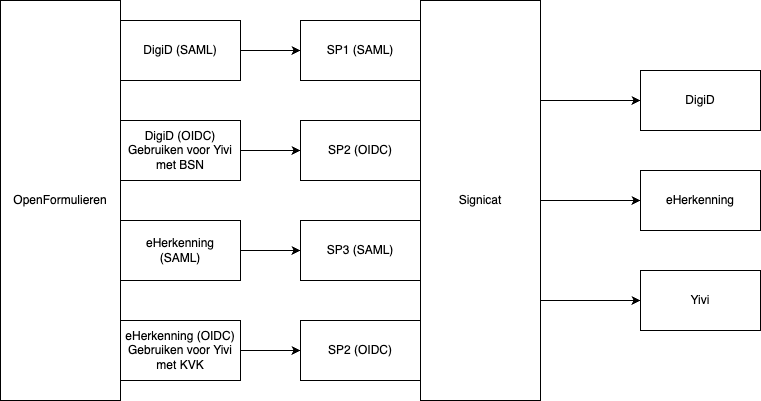 OpenFormulieren
DigiD (SAML)
SP1 (SAML)
DigiD (OIDC)
Gebruiken voor Yivi
met BSN
SP2 (OIDC)
eHerkenning
(SAML)
SP3 (SAML)
eHerkenning (OIDC)
Gebruiken voor Yivi
met KVK
SP2 (OIDC)
Signicat
DigiD
eHerkenning
Yivi